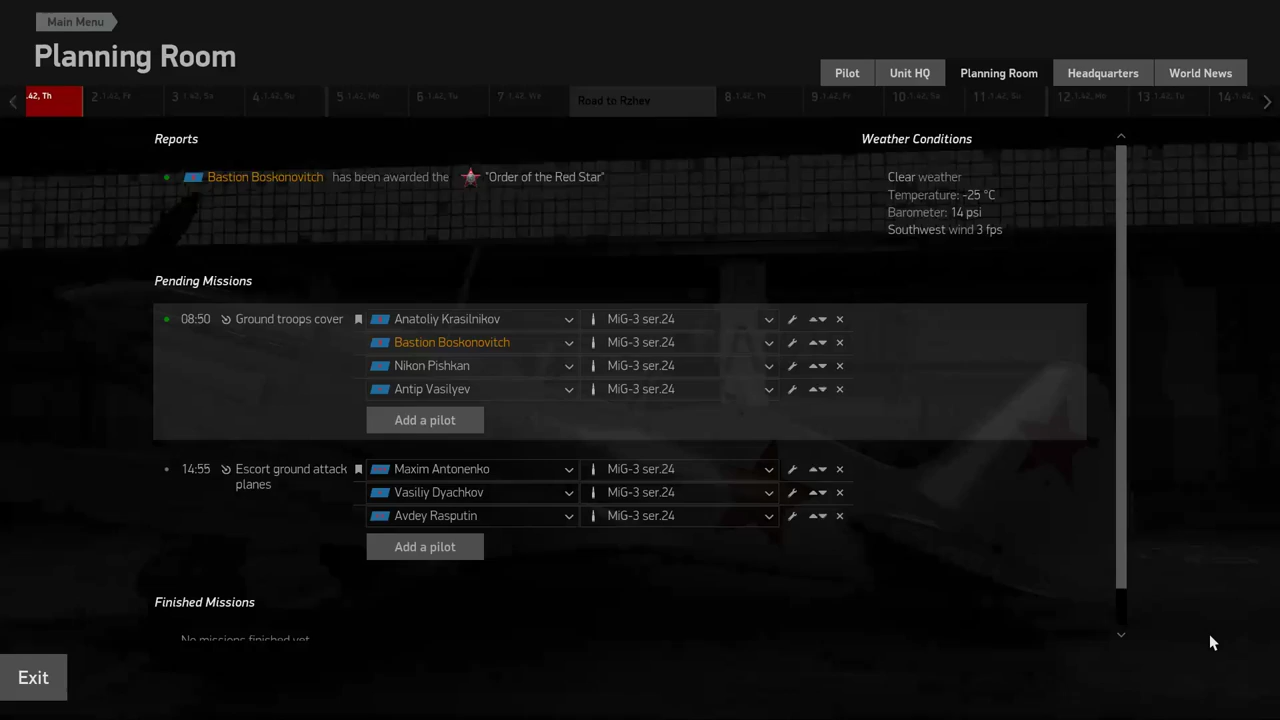 Main Menu
Planning Room
Pilot
Unit HQ
Planning Room
Headquarters
World News
Road to Rzhev
Reports
Bastion Boskonovitch has been awarded the "Order of the Red Star"
Weather Conditions
Clear weather
Temperature: -25 °C
Barometer: 14 psi
Southwest wind 3 fps
Pending Missions
08:50 Ground troops cover
Anatoliy Krasilnikov MiG-3 ser.24
Bastion Boskonovitch MiG-3 ser.24
Nikon Pishkan MiG-3 ser.24
Antip Vasilyev MiG-3 ser.24
Add a pilot
14:55 Escort ground attack
planes
Maxim Antonenko MiG-3 ser.24
Vasiliy Dyachkov MiG-3 ser.24
Avdey Rasputin MiG-3 ser.24
Add a pilot
Finished Missions
No missions finished yet
Exit